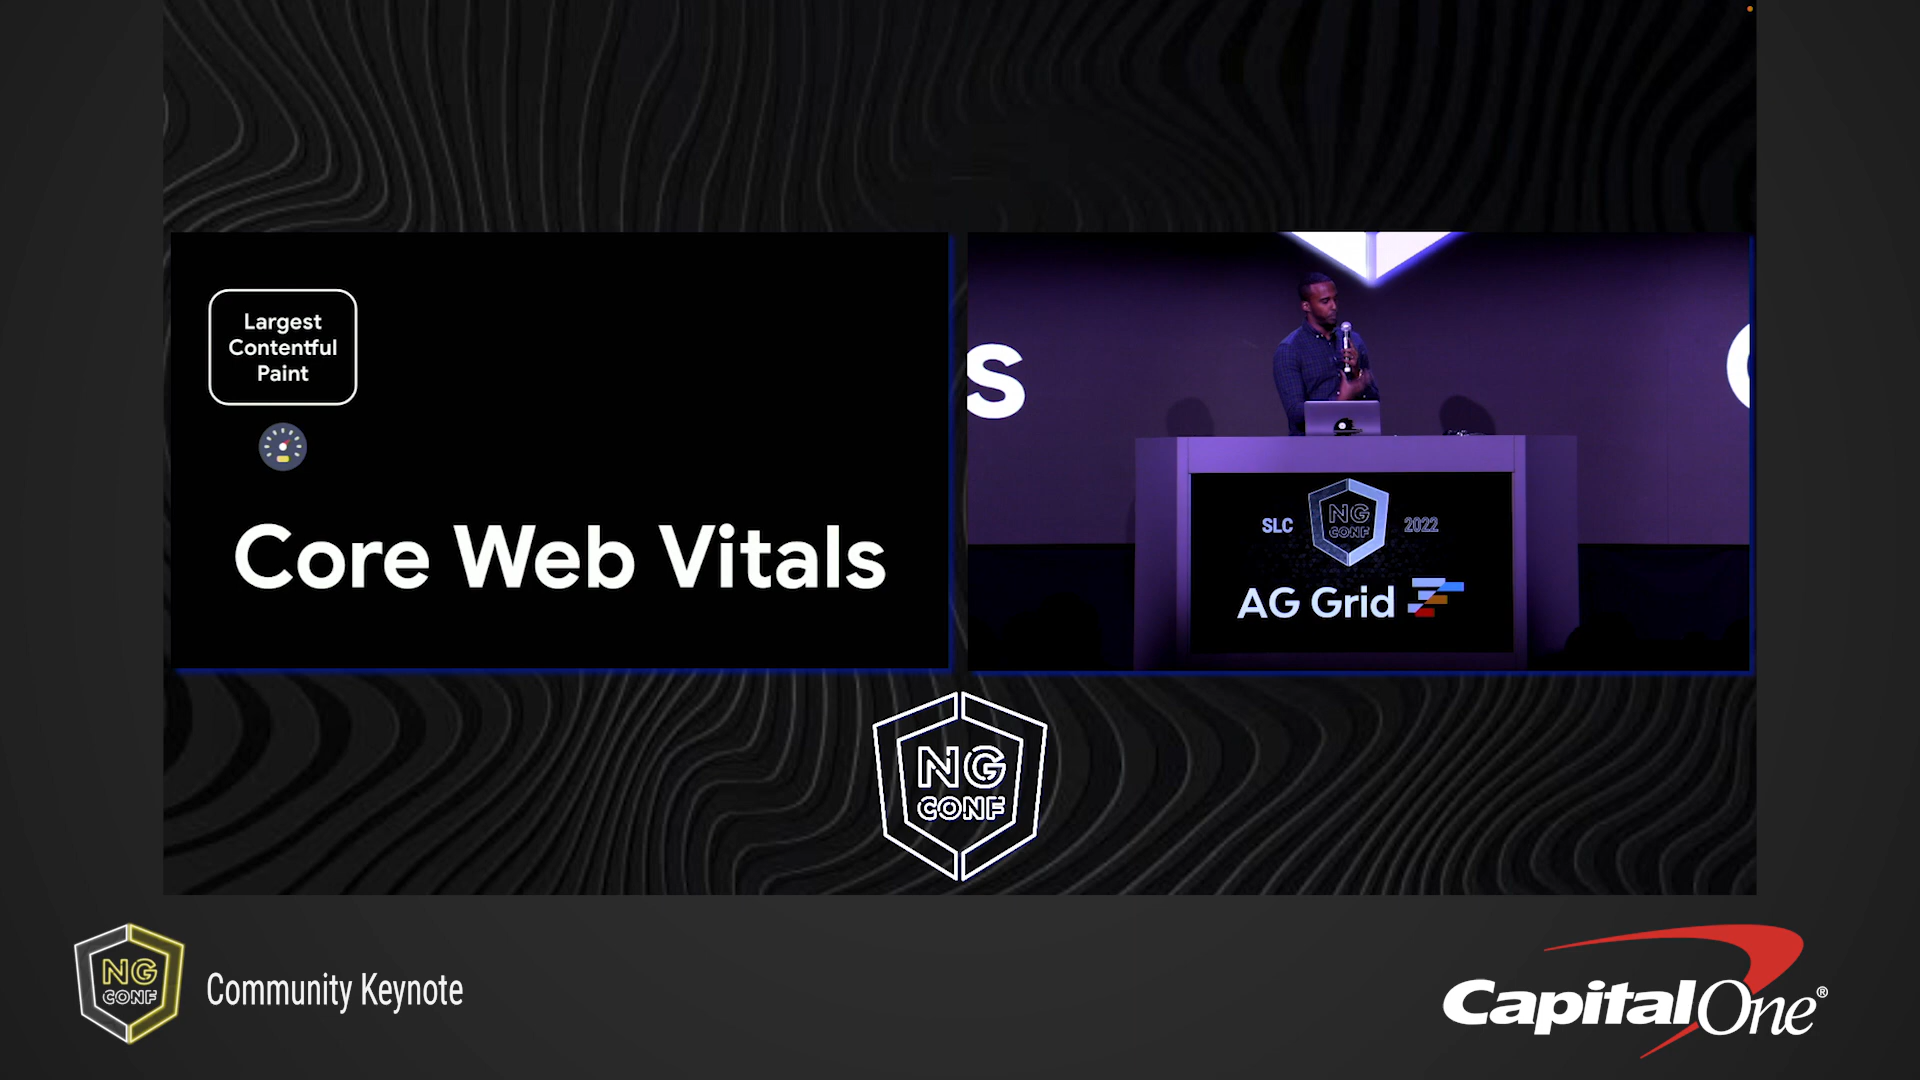 Largest
Contentful
Paint
Core Web Vitals
s
SLC
NG
CONF
2022
AG Grid
NG
CONF
NG
CONF
Community Keynote
CapitalOne®